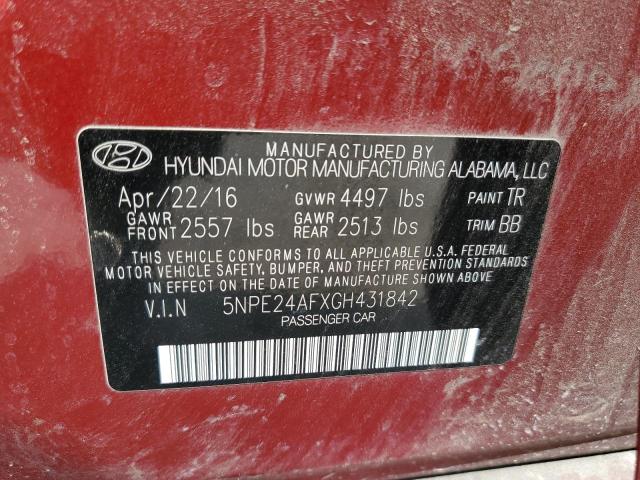 MANUFACTURED BY
HYUNDAI MOTOR MANUFACTURING ALABAMA, LLC
Apr/22/16 GVWR 4497 lbs PAINT TR
GAWR FRONT 2557 lbs GAWR REAR 2513 lbs TRIM BB
THIS VEHICLE CONFORMS TO ALL APPLICABLE U.S.A. FEDERAL
MOTOR VEHICLE SAFETY, BUMPER, AND THEFT PREVENTION STANDARDS
IN EFFECT ON THE DATE OF MANUFACTURE SHOWN ABOVE.
V.I.N 5NPE24AFXGH431842
PASSENGER CAR